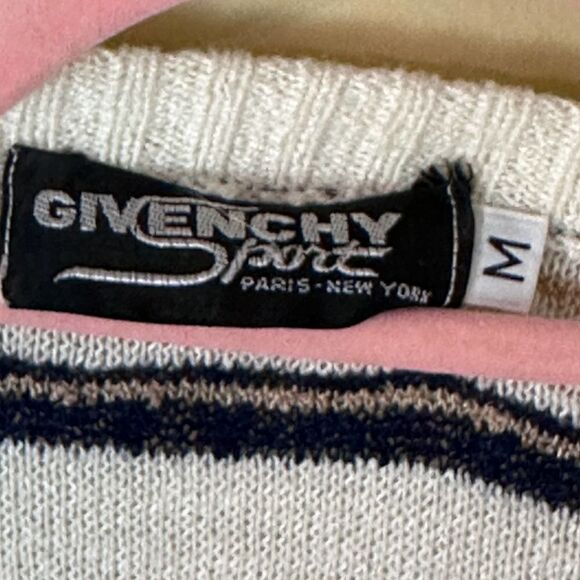 GIVENCHY
Sport
PARIS - NEW YORK
M